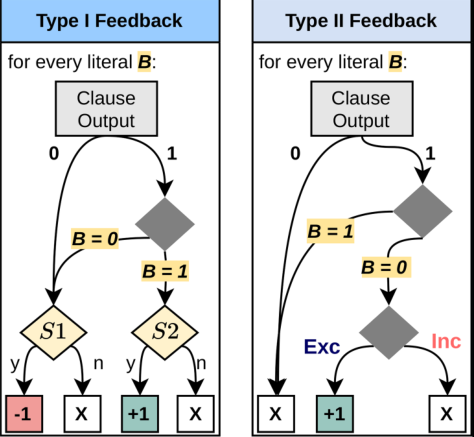 Type I Feedback
for every literal B:
Clause
Output
0
1
B = 0
B = 1
S1
S2
y
n
y
n
-1
X
+1
X
Type II Feedback
for every literal B:
Clause
Output
0
1
B = 1
B = 0
Exc
Inc
X
+1
X